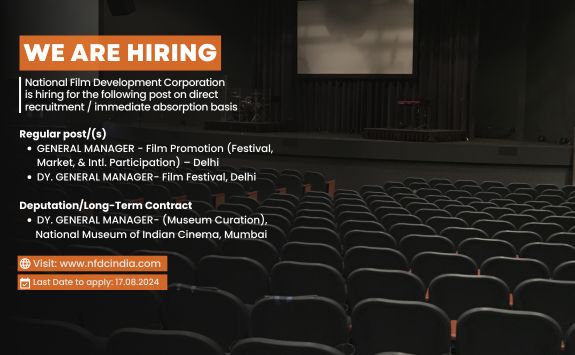 WE ARE HIRING
National Film Development Corporation
is hiring for the following post on direct
recruitment / immediate absorption basis
Regular post/(s)
• GENERAL MANAGER - Film Promotion (Festival,
Market, & Intl. Participation) – Delhi
• DY. GENERAL MANAGER- Film Festival, Delhi
Deputation/Long-Term Contract
• DY. GENERAL MANAGER- (Museum Curation),
National Museum of Indian Cinema, Mumbai
Visit: www.nfdcindia.com
Last Date to apply: 17.08.2024